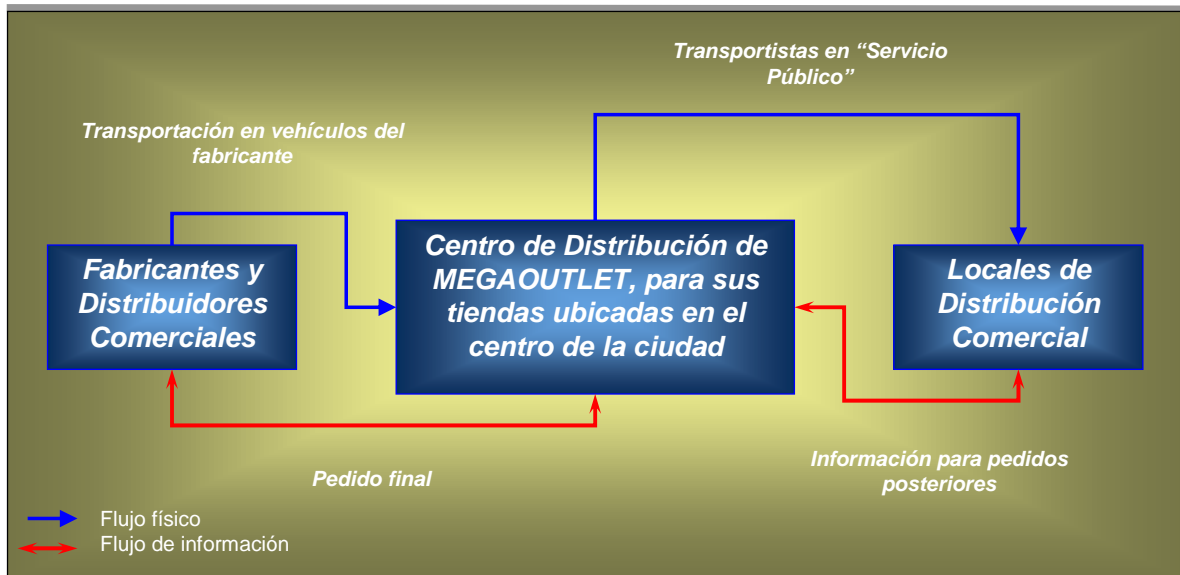 Transportistas en “Servicio
Público”
Transportación en vehículos del
fabricante
Fabricantes y
Distribuidores
Comerciales
Centro de Distribución de
MEGAOUTLET, para sus
tiendas ubicadas en el
centro de la ciudad
Locales de
Distribución
Comercial
Pedido final
Información para pedidos
posteriores
Flujo físico
Flujo de información